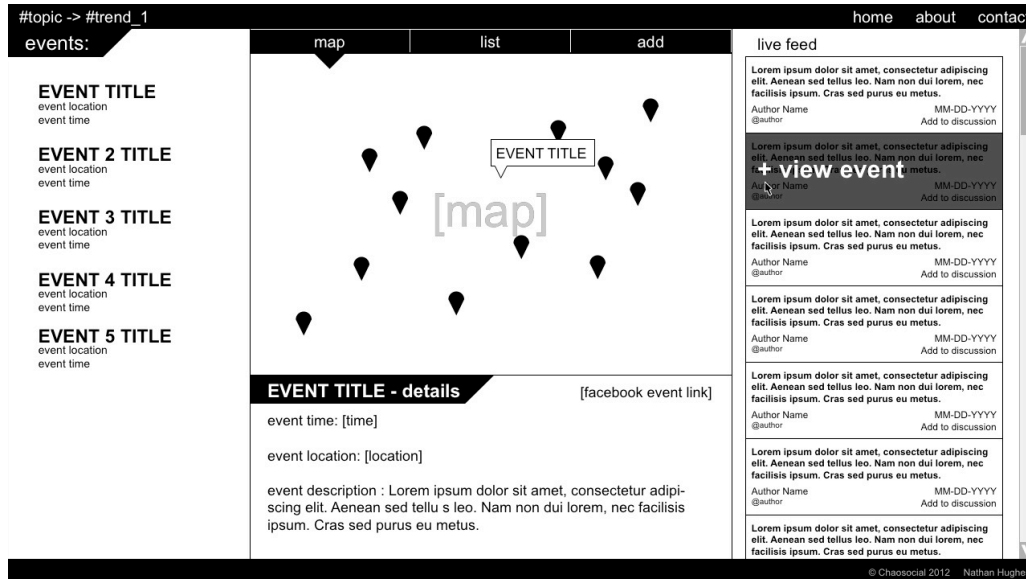 #topic -> #trend_1
home about contac
events:
EVENT TITLE
event location
event time
EVENT 2 TITLE
event location
event time
EVENT 3 TITLE
event location
event time
EVENT 4 TITLE
event location
event time
EVENT 5 TITLE
event location
event time
map list add
EVENT TITLE
[map]
EVENT TITLE - details
[facebook event link]
event time: [time]
event location: [location]
event description : Lorem ipsum dolor sit amet, consectetur adipi-
scing elit. Aenean sed tellu s leo. Nam non dui lorem, nec facilisis
ipsum. Cras sed purus eu metus.
live feed
Lorem ipsum dolor sit amet, consectetur adipiscing
elit. Aenean sed tellus leo. Nam non dui lorem, nec
facilisis ipsum. Cras sed purus eu metus.
Author Name MM-DD-YYYY
@author Add to discussion
Lorem ipsum dolor sit amet, consectetur adipiscing
+ view event
Name MM-DD-YYYY
@author Add to discussion
Lorem ipsum dolor sit amet, consectetur adipiscing
elit. Aenean sed tellus leo. Nam non dui lorem, nec
facilisis ipsum. Cras sed purus eu metus.
Author Name MM-DD-YYYY
@author Add to discussion
Lorem ipsum dolor sit amet, consectetur adipiscing
elit. Aenean sed tellus leo. Nam non dui lorem, nec
facilisis ipsum. Cras sed purus eu metus.
Author Name MM-DD-YYYY
@author Add to discussion
Lorem ipsum dolor sit amet, consectetur adipiscing
elit. Aenean sed tellus leo. Nam non dui lorem, nec
facilisis ipsum. Cras sed purus eu metus.
Author Name MM-DD-YYYY
@author Add to discussion
Lorem ipsum dolor sit amet, consectetur adipiscing
elit. Aenean sed tellus leo. Nam non dui lorem, nec
facilisis ipsum. Cras sed purus eu metus.
Author Name MM-DD-YYYY
@author Add to discussion
Lorem ipsum dolor sit amet, consectetur adipiscing
elit. Aenean sed tellus leo. Nam non dui lorem, nec
facilisis ipsum. Cras sed purus eu metus.
© Chaosocial 2012 Nathan Hughe